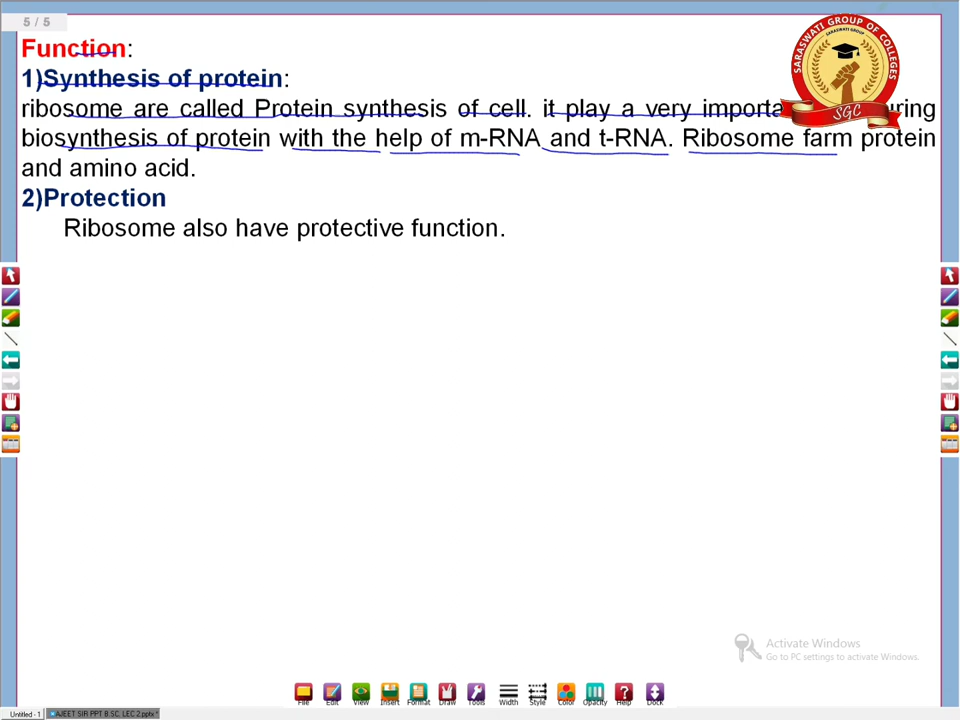 5 / 5
SARASWATI GROUP OF COLLEGES
SARASWATI GROUP
SGC
Function:
1)Synthesis of protein:
ribosome are called Protein synthesis of cell. it play a very importa ring
biosynthesis of protein with the help of m-RNA and t-RNA. Ribosome farm protein
and amino acid.
2)Protection
Ribosome also have protective function.
Activate Windows
Go to PC settings to activate Windows.
File Edit View Insert Format Draw Tools Width Style Color Opacity Help Dock
Untitled - 1 AJEET SIR PPT B.SC. LEC-2.pptx *